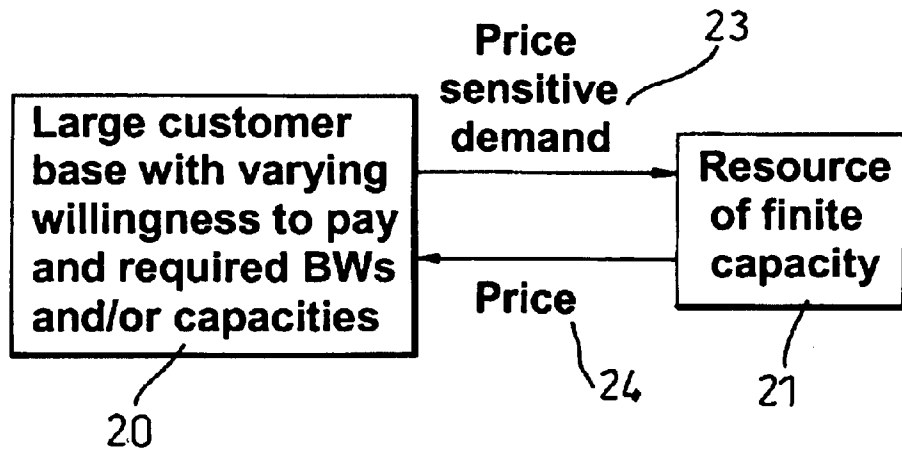 Price
sensitive
demand
23
Large customer
base with varying
willingness to pay
and required BWs
and/or capacities
Resource
of finite
capacity
Price
20
24
21